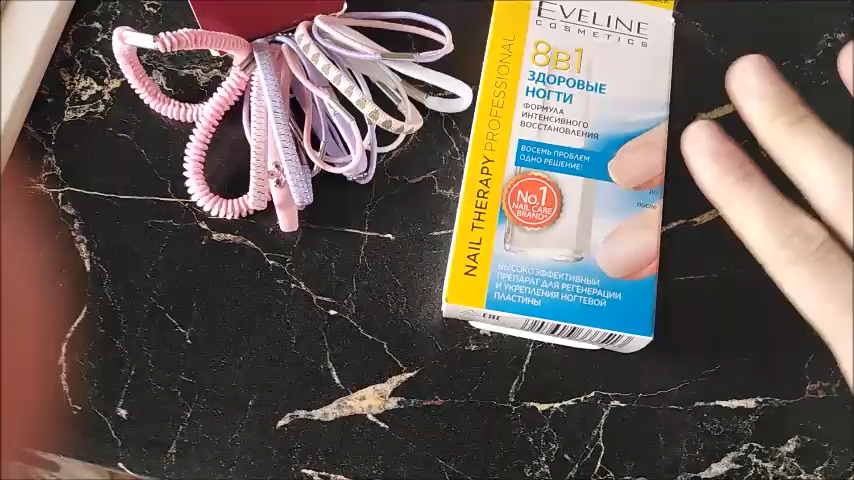 EVELINE
COSMETICS
8В1
ЗДОРОВЫЕ
НОГТИ
ФОРМУЛА
ИНТЕНСИВНОГО
ВОССТАНОВЛЕНИЯ
ВОСЕМЬ ПРОБЛЕМ
ОДНО РЕШЕНИЕ!
до
после
No.1
NAIL CARE
BRAND*
NAIL THERAPY PROFESSIONAL
ВЫСОКОЭФФЕКТИВНЫЙ
ПРЕПАРАТ ДЛЯ РЕГЕНЕРАЦИИ
И УКРЕПЛЕНИЯ НОГТЕВОЙ
ПЛАСТИНЫ
EAC